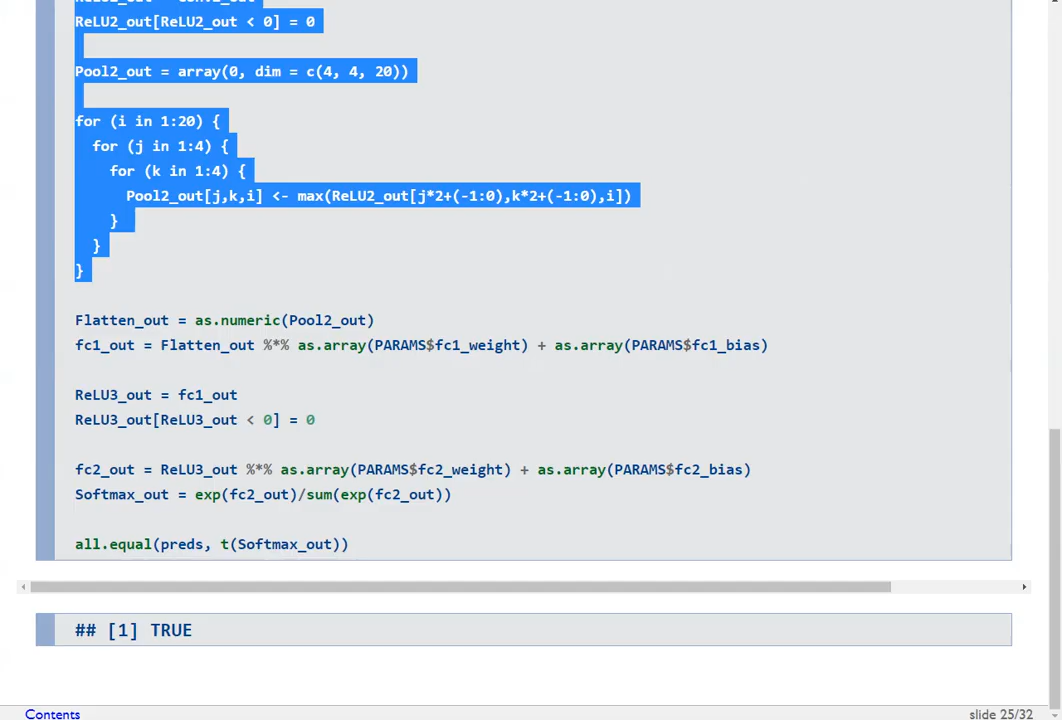 ReLU2_out[ReLU2_out < 0] = 0
Pool2_out = array(0, dim = c(4, 4, 20))
for (i in 1:20) {
for (j in 1:4) {
for (k in 1:4) {
Pool2_out[j,k,i] <- max(ReLU2_out[j*2+(-1:0),k*2+(-1:0),i])
}
}
}
Flatten_out = as.numeric(Pool2_out)
fc1_out = Flatten_out %*% as.array(PARAMS$fc1_weight) + as.array(PARAMS$fc1_bias)
ReLU3_out = fc1_out
ReLU3_out[ReLU3_out < 0] = 0
fc2_out = ReLU3_out %*% as.array(PARAMS$fc2_weight) + as.array(PARAMS$fc2_bias)
Softmax_out = exp(fc2_out)/sum(exp(fc2_out))
all.equal(preds, t(Softmax_out))
## [1] TRUE
Contents
slide 25/32